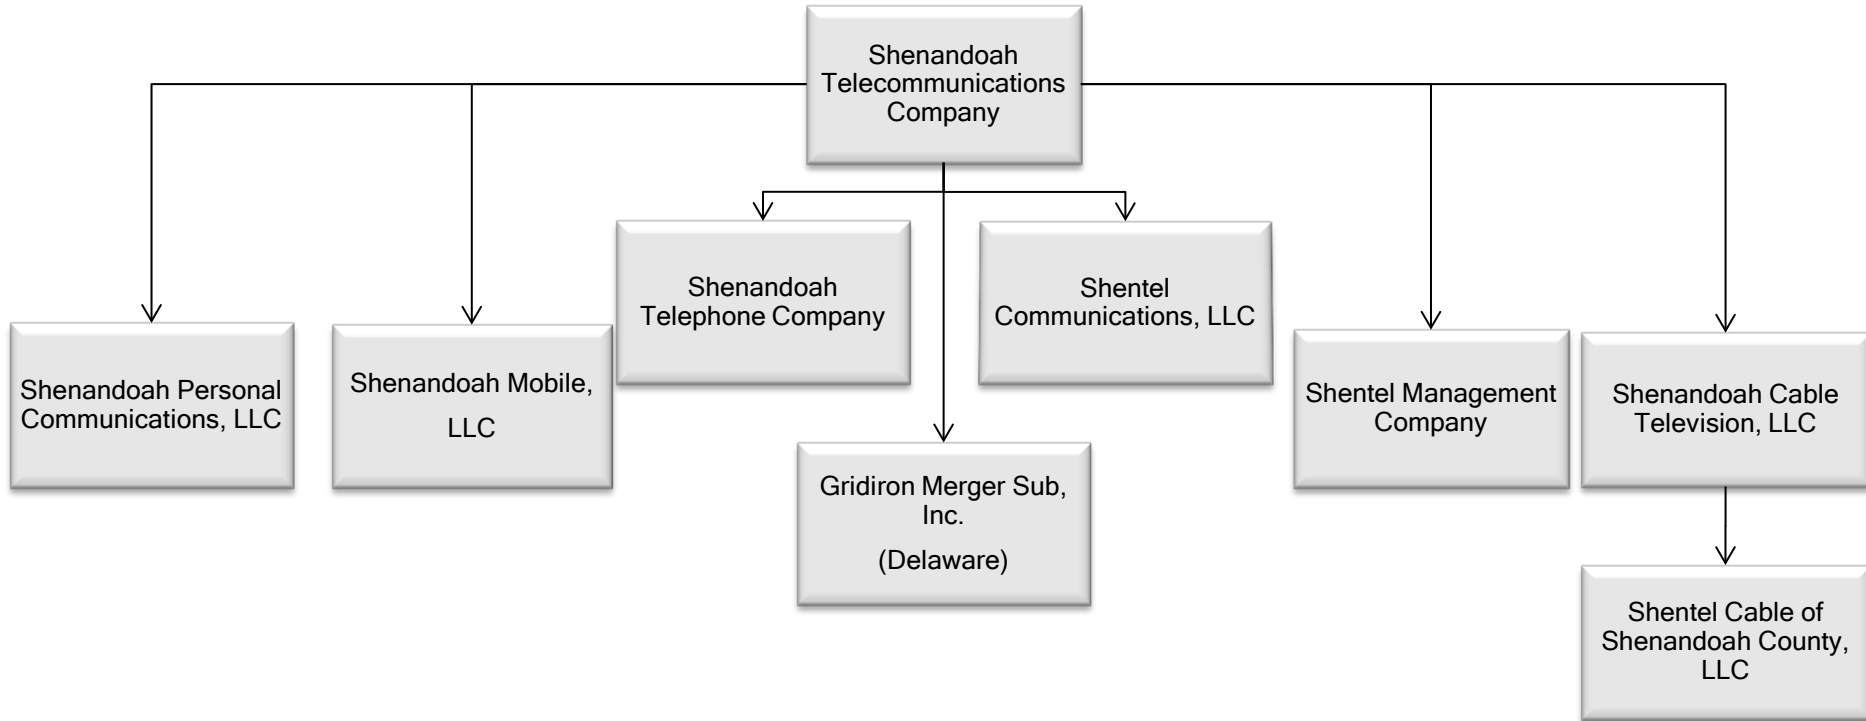 Shenandoah
Telecommunications
Company
Shenandoah
Telephone Company
Shentel
Communications, LLC
Shenandoah Personal
Communications, LLC
Shenandoah Mobile,
LLC
Shentel Management
Company
Shenandoah Cable
Television, LLC
Gridiron Merger Sub,
Inc.
(Delaware)
Shentel Cable of
Shenandoah County,
LLC